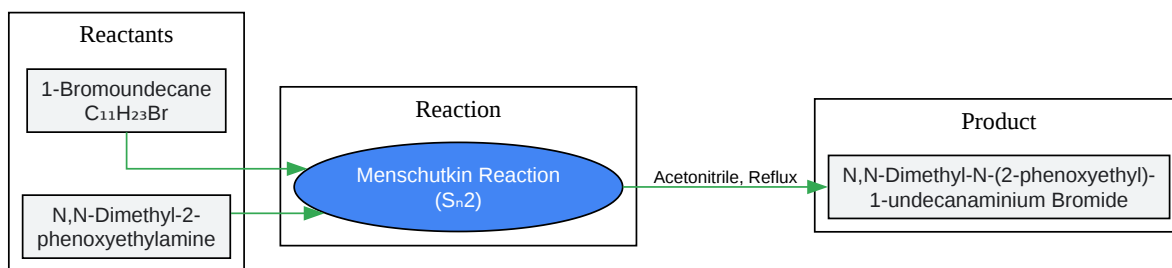 Reactants
1-Bromoundecane
C₁₁H₂₃Br
N,N-Dimethyl-2-
phenoxyethylamine
Reaction
Menschutkin Reaction
(Sₙ2)
Acetonitrile, Reflux
Product
N,N-Dimethyl-N-(2-phenoxyethyl)-
1-undecanaminium Bromide